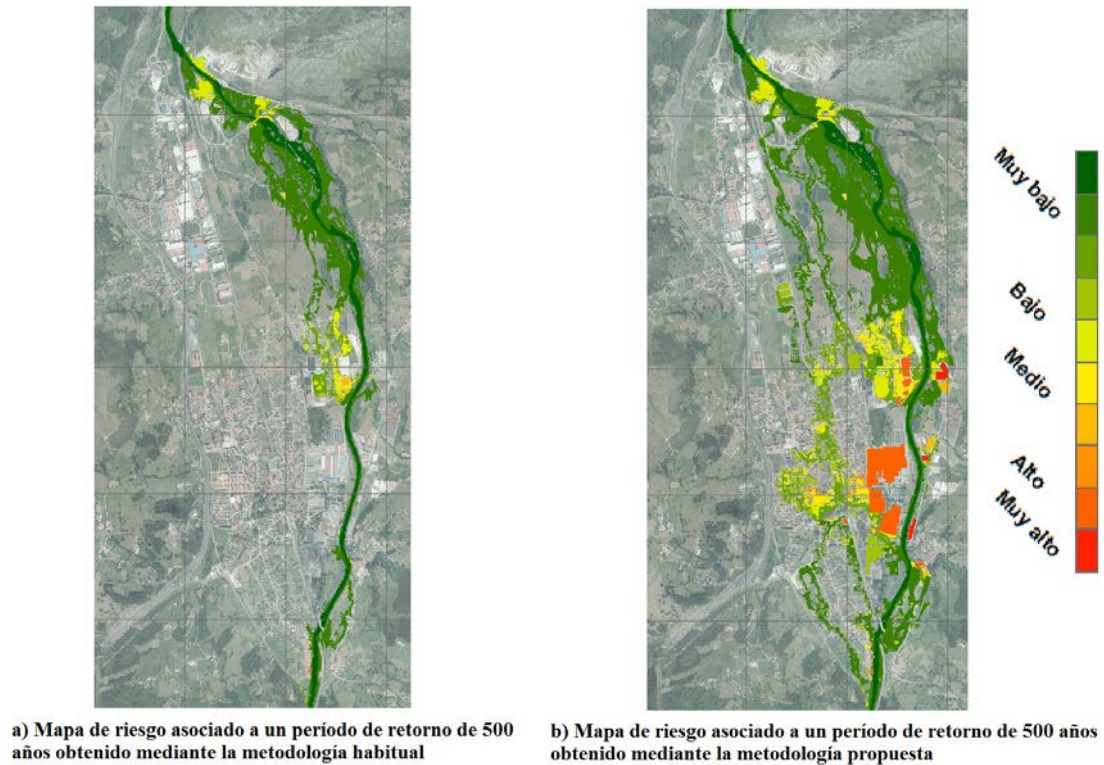 Muy bajo
Bajo
Medio
Alto
Muy alto
a) Mapa de riesgo asociado a un período de retorno de 500
años obtenido mediante la metodología habitual
b) Mapa de riesgo asociado a un período de retorno de 500 años
obtenido mediante la metodología propuesta